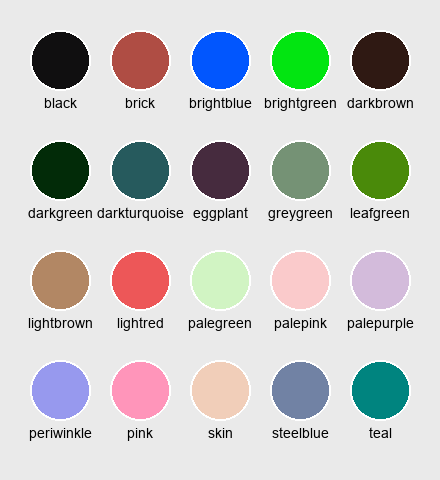 black brick brightblue brightgreen darkbrown
darkgreen darkturquoise eggplant greygreen leafgreen
lightbrown lightred palegreen palepink palepurple
periwinkle pink skin steelblue teal